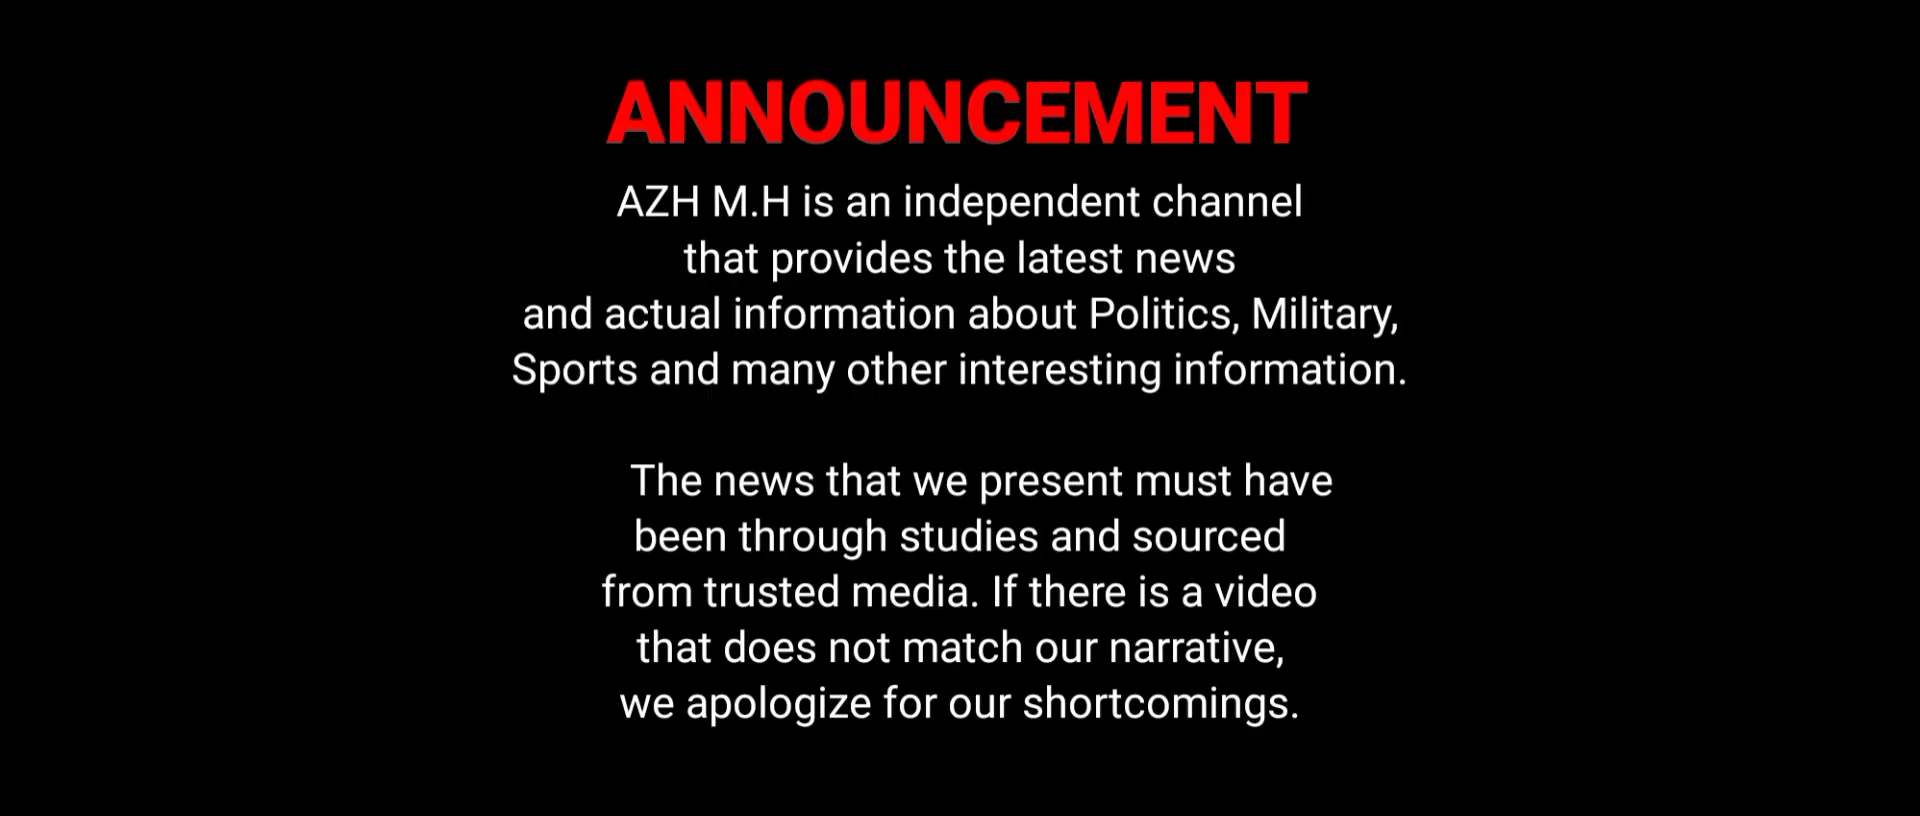 ANNOUNCEMENT
AZH M.H is an independent channel
that provides the latest news
and actual information about Politics, Military,
Sports and many other interesting information.
The news that we present must have
been through studies and sourced
from trusted media. If there is a video
that does not match our narrative,
we apologize for our shortcomings.